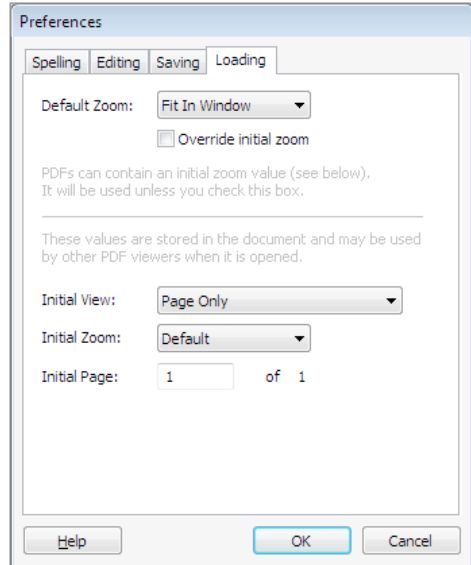 Preferences
Spelling Editing Saving Loading
Default Zoom: Fit In Window
Override initial zoom
PDFs can contain an initial zoom value (see below).
It will be used unless you check this box.
These values are stored in the document and may be used
by other PDF viewers when it is opened.
Initial View: Page Only
Initial Zoom: Default
Initial Page: 1 of 1
Help OK Cancel